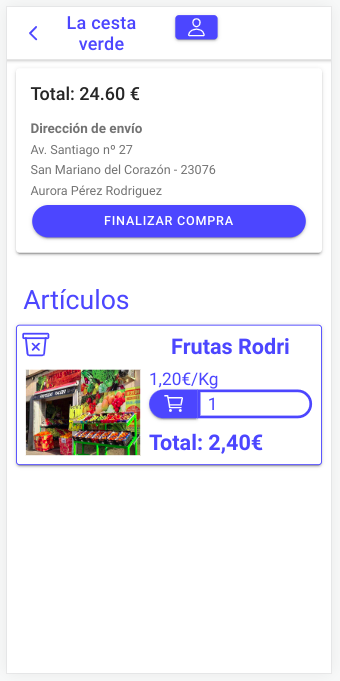 La cesta
verde
Total: 24.60 €
Dirección de envío
Av. Santiago nº 27
San Mariano del Corazón - 23076
Aurora Pérez Rodriguez
FINALIZAR COMPRA
Artículos
Frutas Rodri
1,20€/Kg
1
Total: 2,40€